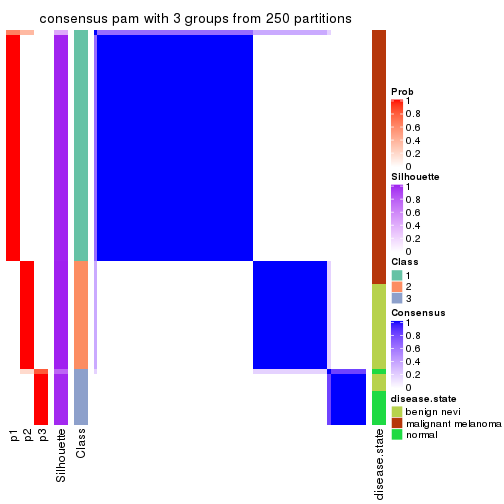 consensus pam with 3 groups from 250 partitions
Prob
1
0.8
0.6
0.4
0.2
0
Silhouette
1
0.8
0.6
0.4
0.2
0
Class
1
2
3
Consensus
1
0.8
0.6
0.4
0.2
0
disease.state
benign nevi
malignant melanoma
normal
p1
p2
p3
Silhouette
Class
disease.state